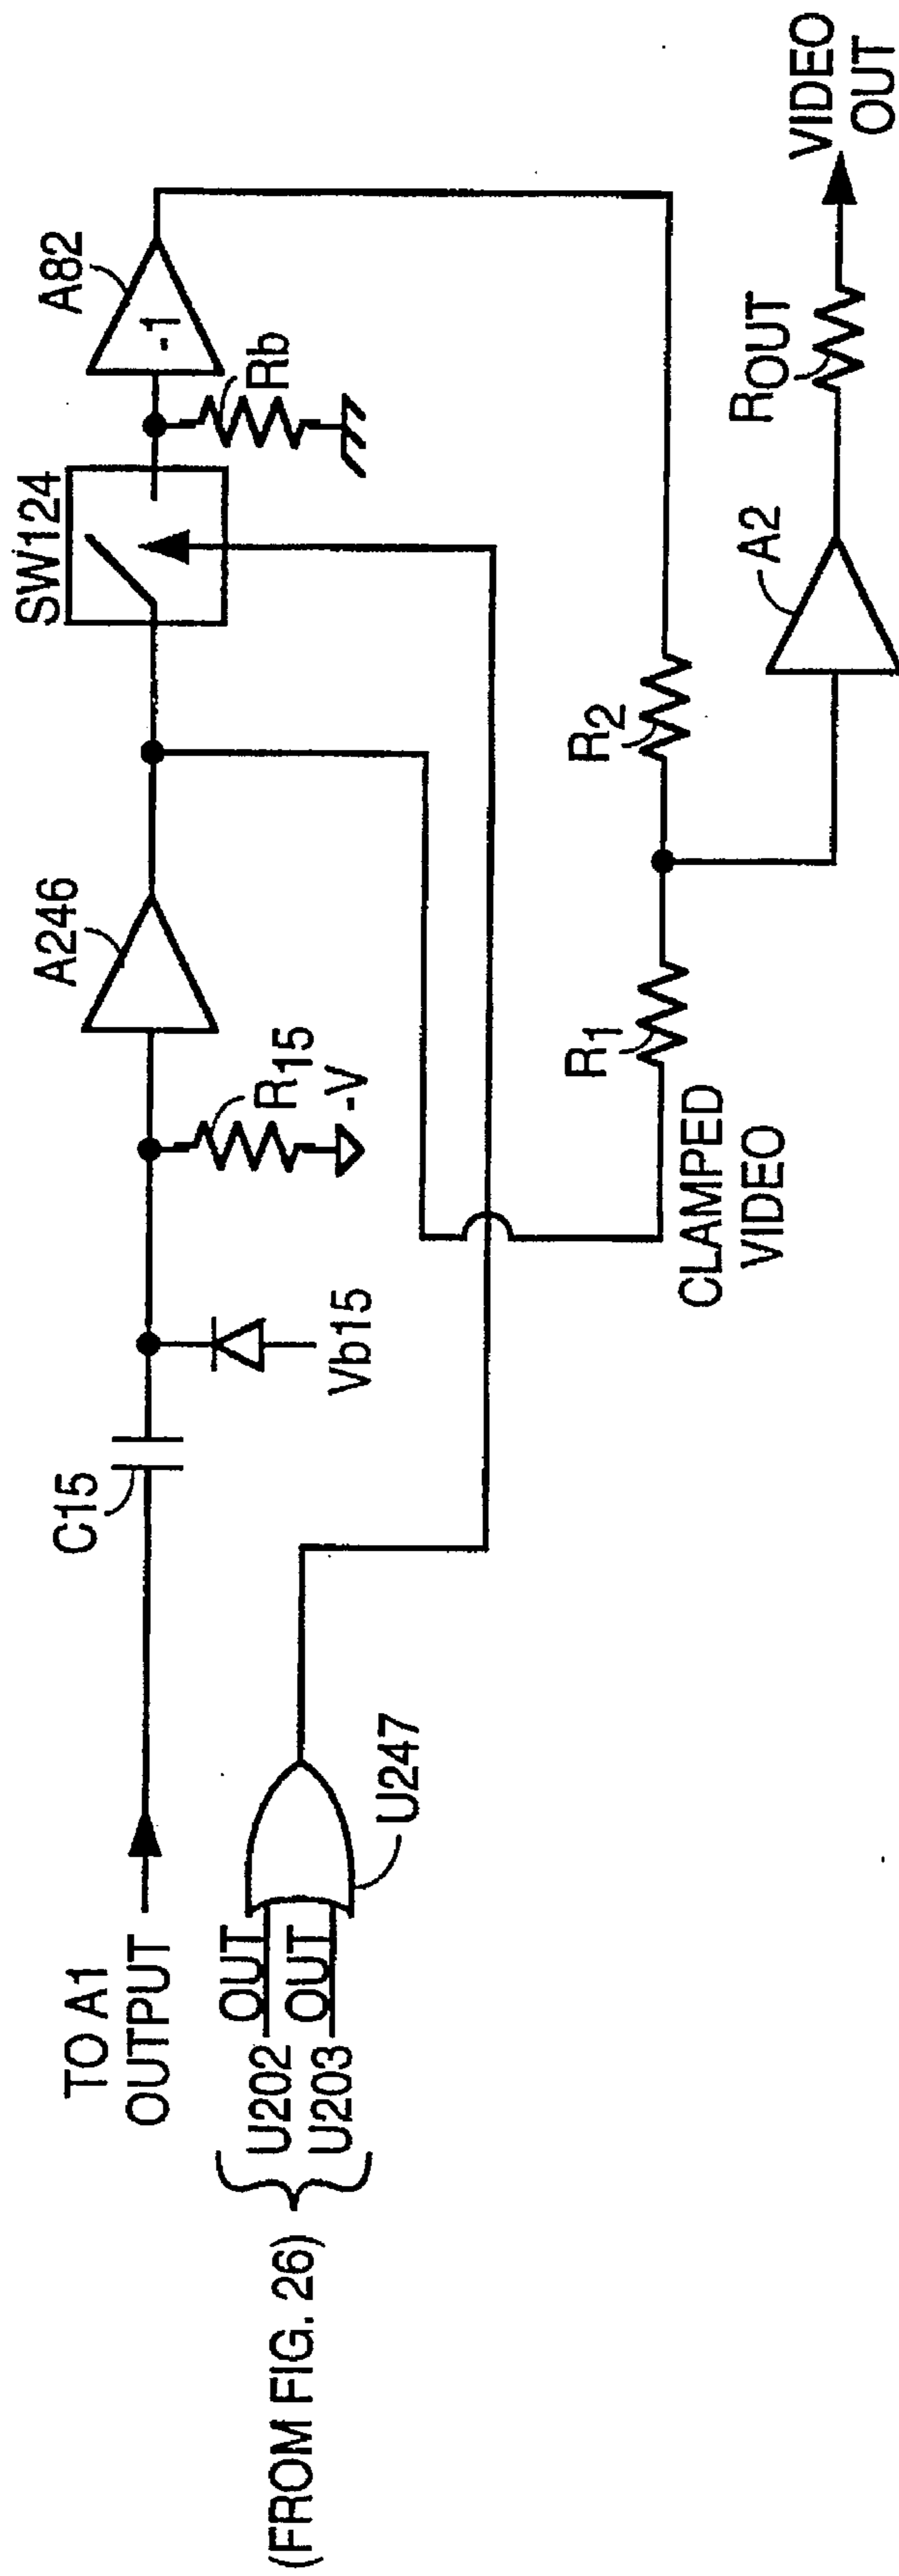 TO A1
OUTPUT
C15
Vb15
R15
-V
A246
SW124
Rb
A82
-1
(FROM FIG. 26)
U202 OUT
U203 OUT
U247
CLAMPED
VIDEO
R1
R2
A2
ROUT
VIDEO
OUT